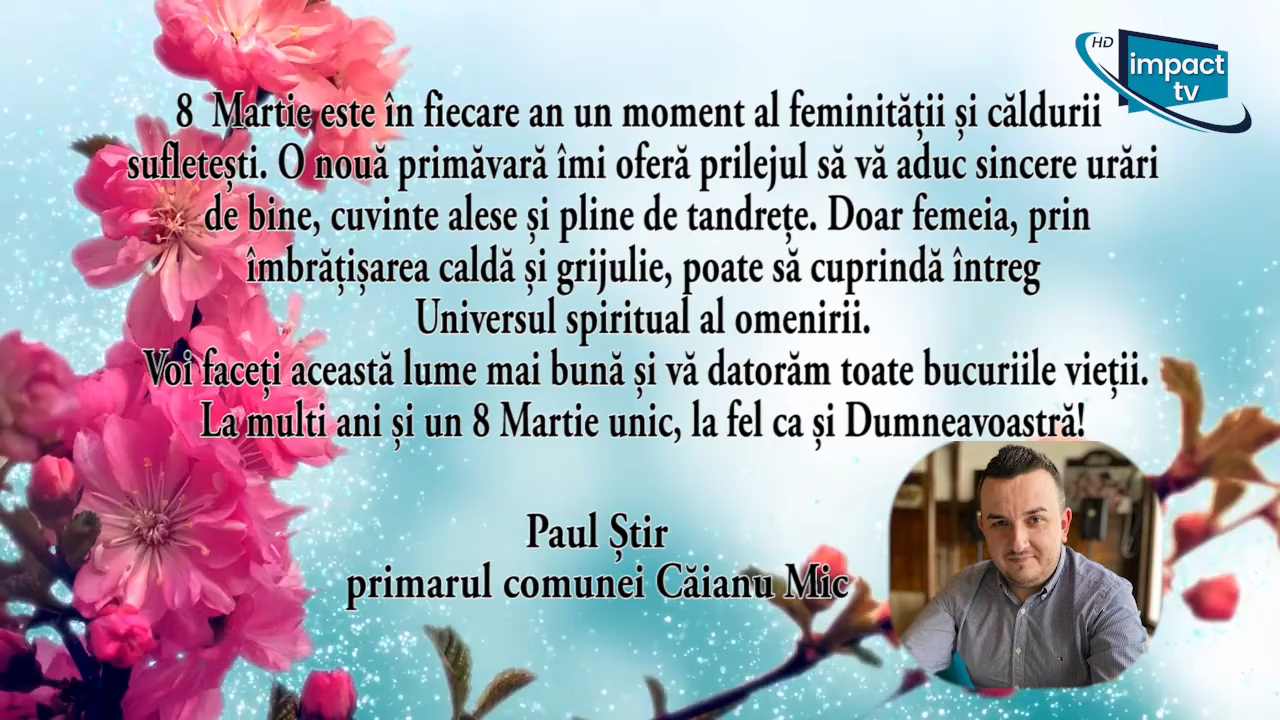 HD
impact
tv
8 Martie este în fiecare an un moment al feminității și căldurii
sufletești. O nouă primăvară îmi oferă prilejul să vă aduc sincere urări
de bine, cuvinte alese și pline de tandrețe. Doar femeia, prin
îmbrățișarea caldă și grijulie, poate să cuprindă întreg
Universul spiritual al omenirii.
Voi faceți această lume mai bună și vă datorăm toate bucuriile vieții.
La multi ani și un 8 Martie unic, la fel ca și Dumneavoastră!
Paul Știr
primarul comunei Căianu Mic